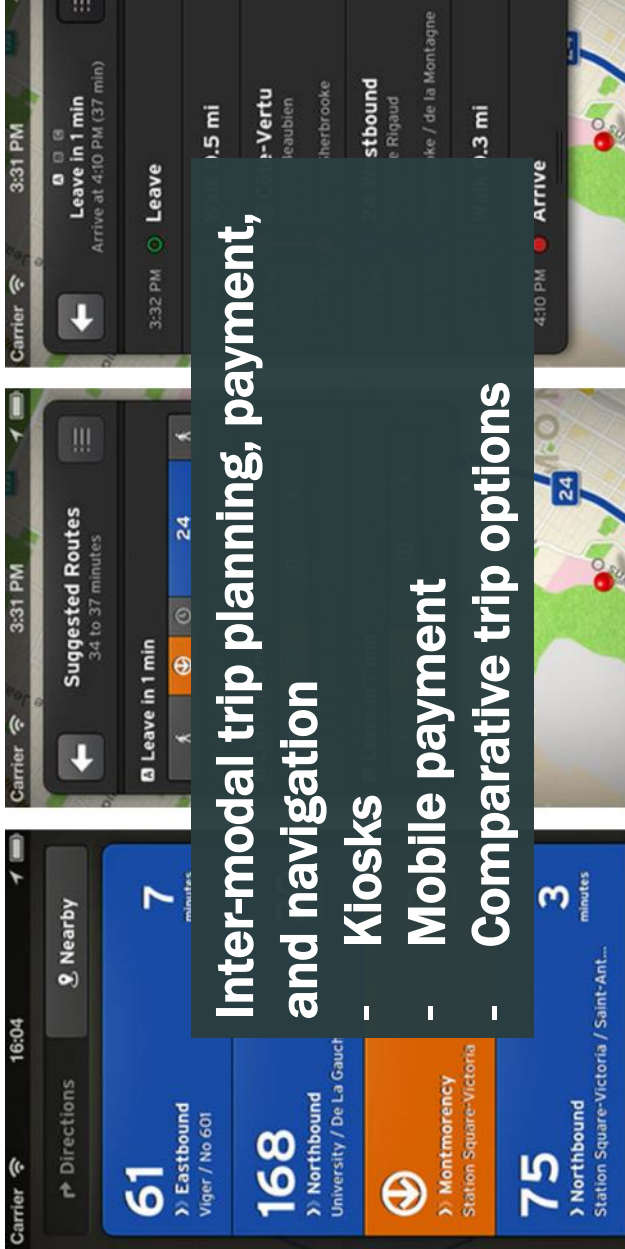 Carrier
16:04
Directions
Nearby
61
7
Eastbound
minutes
Viger / No 601
168
Northbound
University / De La Gauch
Montmorency
Station Square-Victoria
75
3
Northbound
minutes
Station Square-Victoria / Saint-Ant...
Carrier
3:31 PM
Suggested Routes
34 to 37 minutes
A Leave in 1 min
24
24
Carrier
3:31 PM
Leave in 1 min
Arrive at 4:10 PM (37 min)
3:32 PM
Leave
.5 mi
-Vertu
Beaubien
Sherbrooke
stbound
Rigaud
oke / de la Montagne
0.3 mi
4:10 PM
Arrive
24
Inter-modal trip planning, payment,
and navigation
- Kiosks
- Mobile payment
- Comparative trip options